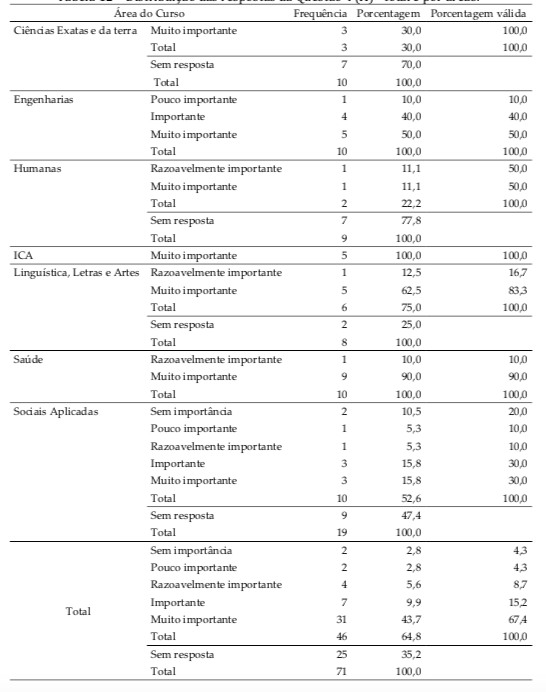 Área do Curso Frequência Porcentagem Porcentagem válida
Ciências Exatas e da terra Muito importante 3 30,0 100,0
Total 3 30,0 100,0
Sem resposta 7 70,0
Total 10 100,0
Engenharias Pouco importante 1 10,0 10,0
Importante 4 40,0 40,0
Muito importante 5 50,0 50,0
Total 10 100,0 100,0
Humanas Razoavelmente importante 1 11,1 50,0
Muito importante 1 11,1 50,0
Total 2 22,2 100,0
Sem resposta 7 77,8
Total 9 100,0
ICA Muito importante 5 100,0 100,0
Linguística, Letras e Artes Razoavelmente importante 1 12,5 16,7
Muito importante 5 62,5 83,3
Total 6 75,0 100,0
Sem resposta 2 25,0
Total 8 100,0
Saúde Razoavelmente importante 1 10,0 10,0
Muito importante 9 90,0 90,0
Total 10 100,0 100,0
Sociais Aplicadas Sem importância 2 10,5 20,0
Pouco importante 1 5,3 10,0
Razoavelmente importante 1 5,3 10,0
Importante 3 15,8 30,0
Muito importante 3 15,8 30,0
Total 10 52,6 100,0
Sem resposta 9 47,4
Total 19 100,0
Sem importância 2 2,8 4,3
Pouco importante 2 2,8 4,3
Razoavelmente importante 4 5,6 8,7
Importante 7 9,9 15,2
Total Muito importante 31 43,7 67,4
Total 46 64,8 100,0
Sem resposta 25 35,2
Total 71 100,0